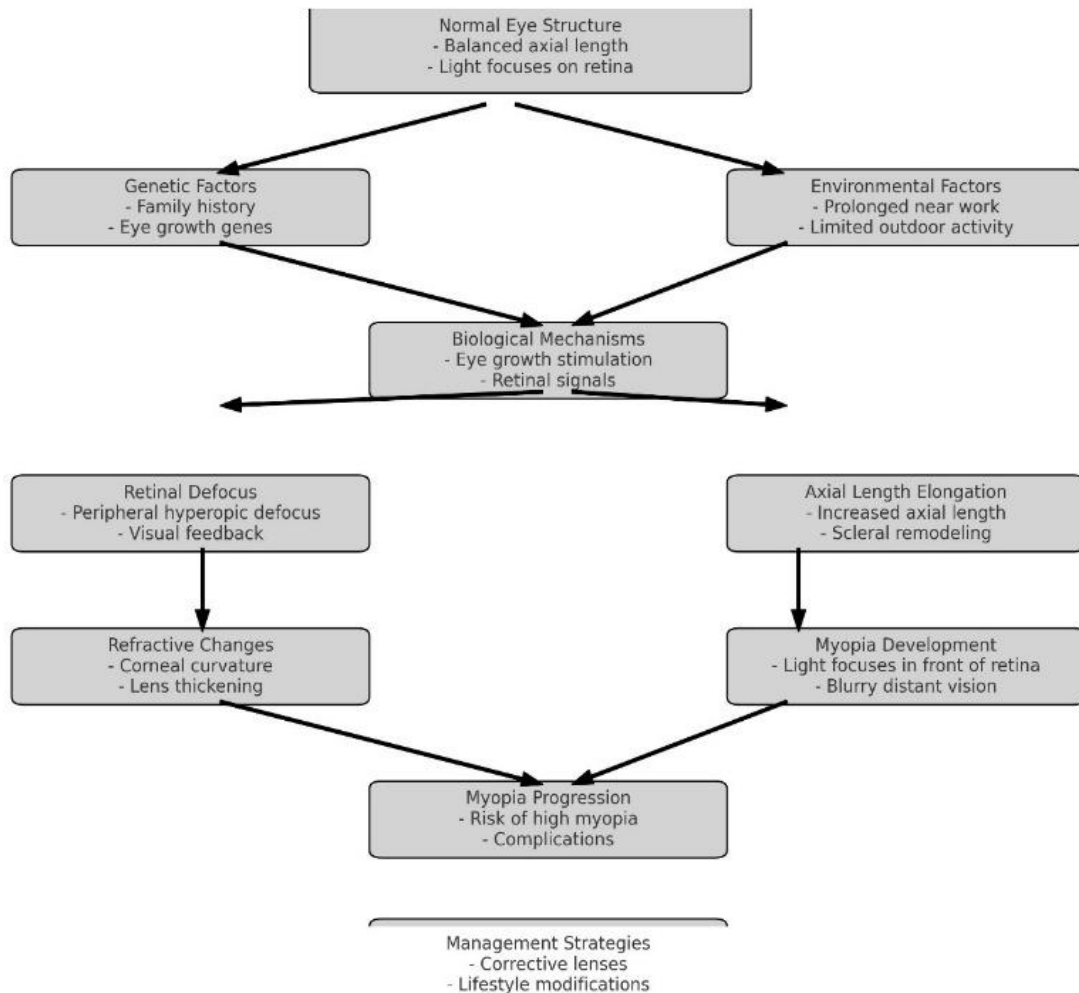 Normal Eye Structure
- Balanced axial length
- Light focuses on retina
Genetic Factors
- Family history
- Eye growth genes
Environmental Factors
- Prolonged near work
- Limited outdoor activity
Biological Mechanisms
- Eye growth stimulation
- Retinal signals
Retinal Defocus
- Peripheral hyperopic defocus
- Visual feedback
Axial Length Elongation
- Increased axial length
- Scleral remodeling
Refractive Changes
- Corneal curvature
- Lens thickening
Myopia Development
- Light focuses in front of retina
- Blurry distant vision
Myopia Progression
- Risk of high myopia
- Complications
Management Strategies
- Corrective lenses
- Lifestyle modifications